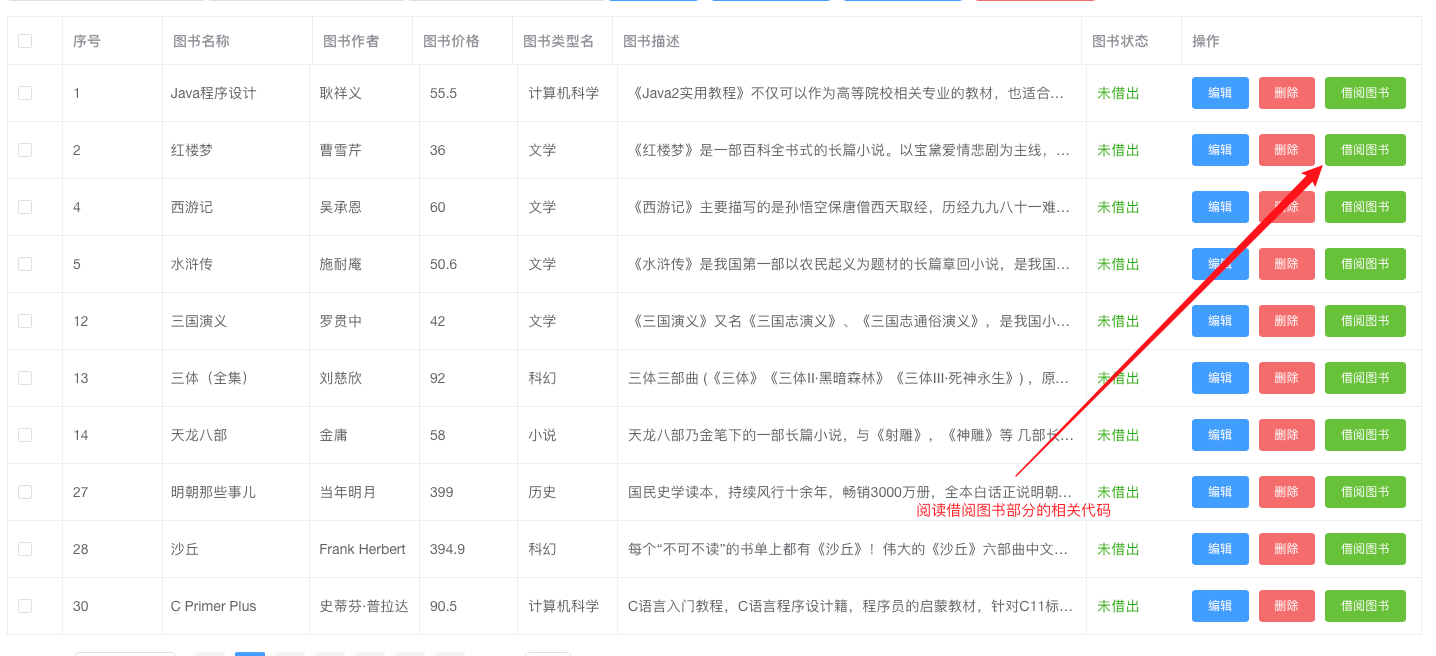 序号 图书名称 图书作者 图书价格 图书类型名 图书描述 图书状态 操作
1 Java程序设计 耿祥义 55.5 计算机科学 《Java2实用教程》不仅可以作为高等院校相关专业的教材，也适合... 未借出 编辑 删除 借阅图书
2 红楼梦 曹雪芹 36 文学 《红楼梦》是一部百科全书式的长篇小说。以宝黛爱情悲剧为主线，... 未借出 编辑 删除 借阅图书
4 西游记 吴承恩 60 文学 《西游记》主要描写的是孙悟空保唐僧西天取经，历经九九八十一难... 未借出 编辑 删除 借阅图书
5 水浒传 施耐庵 50.6 文学 《水浒传》是我国第一部以农民起义为题材的长篇章回小说，是我国... 未借出 编辑 删除 借阅图书
12 三国演义 罗贯中 42 文学 《三国演义》又名《三国志演义》、《三国志通俗演义》，是我国小... 未借出 编辑 删除 借阅图书
13 三体（全集） 刘慈欣 92 科幻 三体三部曲 (《三体》《三体II·黑暗森林》《三体III·死神永生》) ，原... 未借出 编辑 删除 借阅图书
14 天龙八部 金庸 58 小说 天龙八部乃金笔下的一部长篇小说，与《射雕》，《神雕》等 几部长... 未借出 编辑 删除 借阅图书
27 明朝那些事儿 当年明月 399 历史 国民史学读本，持续风行十余年，畅销3000万册，全本白话正说明朝... 未借出 编辑 删除 借阅图书
阅读借阅图书部分的相关代码
28 沙丘 Frank Herbert 394.9 科幻 每个“不可不读”的书单上都有《沙丘》！伟大的《沙丘》六部曲中文... 未借出 编辑 删除 借阅图书
30 C Primer Plus 史蒂芬·普拉达 90.5 计算机科学 C语言入门教程，C语言程序设计籍，程序员的启蒙教材，针对C11标... 未借出 编辑 删除 借阅图书